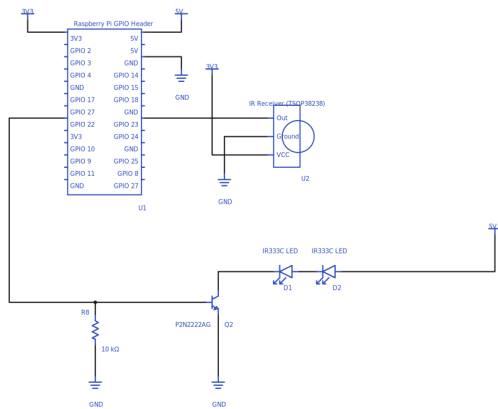 3V3
5V
Raspberry Pi GPIO Header
3V3 5V
GPIO 2 5V
GPIO 3 GND
GPIO 4 GPIO 14
GND GPIO 15
GPIO 17 GPIO 18
GPIO 27 GND
GPIO 22 GPIO 23
3V3 GPIO 24
GPIO 10 GND
GPIO 9 GPIO 25
GPIO 11 GPIO 8
GND GPIO 27
U1
GND
3V3
IR Receiver (TSOP38238)
Out
Ground
VCC
U2
GND
5V
IR333C LED IR333C LED
D1 D2
R8
10 kΩ
P2N2222AG Q2
GND
GND